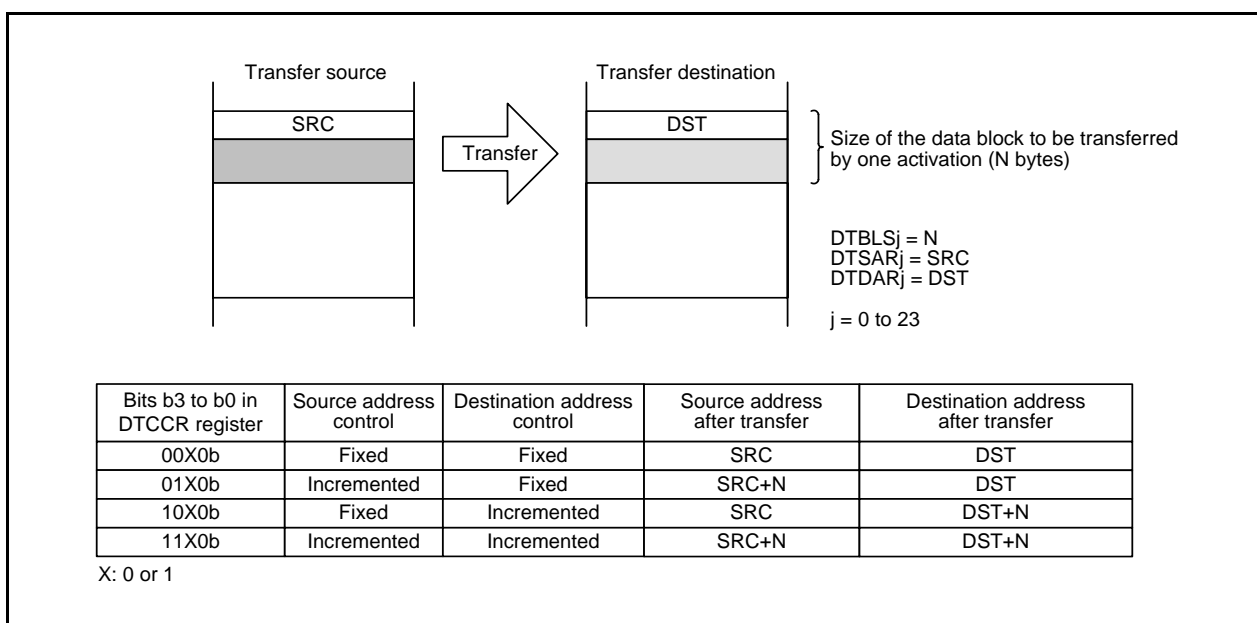 Transfer source
Transfer destination
SRC
DST
Transfer
Size of the data block to be transferred
by one activation (N bytes)
DTBLSj = N
DTSARj = SRC
DTDARj = DST
j = 0 to 23
Bits b3 to b0 in DTCCR register | Source address control | Destination address control | Source address after transfer | Destination address after transfer
00X0b | Fixed | Fixed | SRC | DST
01X0b | Incremented | Fixed | SRC+N | DST
10X0b | Fixed | Incremented | SRC | DST+N
11X0b | Incremented | Incremented | SRC+N | DST+N
X: 0 or 1